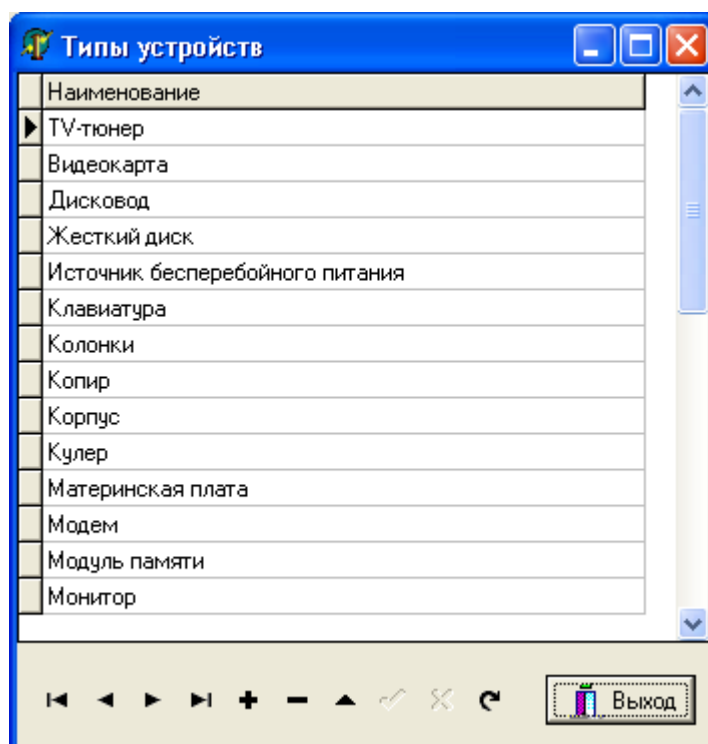 Типы устройств
Наименование
TV-тюнер
Видеокарта
Дисковод
Жесткий диск
Источник бесперебойного питания
Клавиатура
Колонки
Копир
Корпус
Кулер
Материнская плата
Модем
Модуль памяти
Монитор
Выход